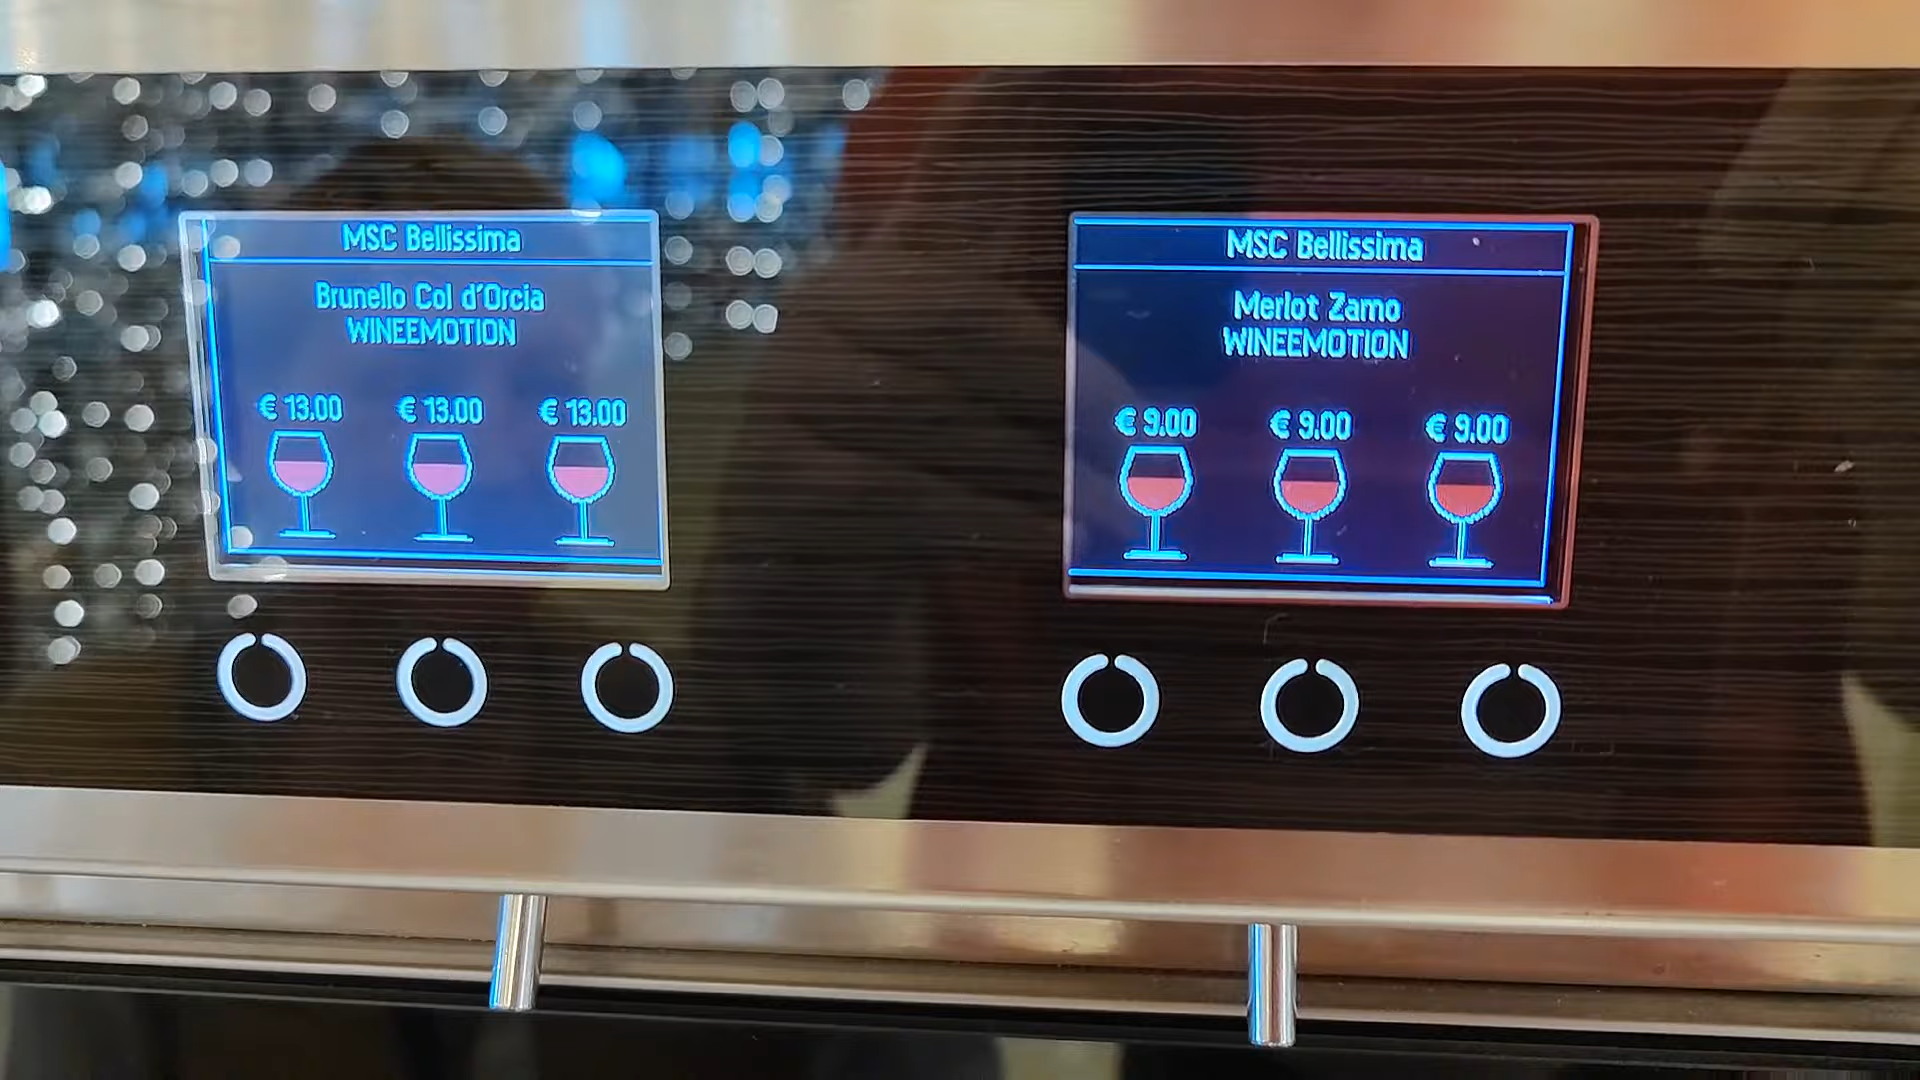 MSC Bellissima
Brunello Col d'Orcia
WINEEMOTION
€ 13.00 € 13.00 € 13.00
MSC Bellissima
Merlot Zamo
WINEEMOTION
€ 9.00 € 9.00 € 9.00